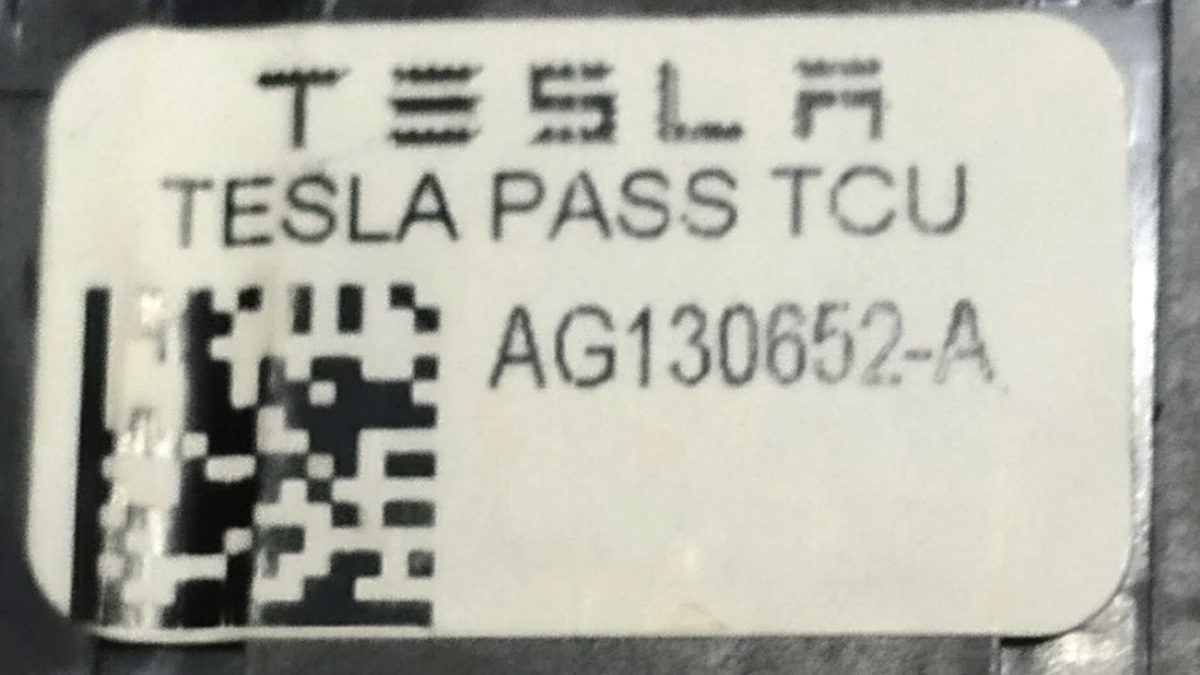 TESLA
TESLA PASS TCU
AG130652-A